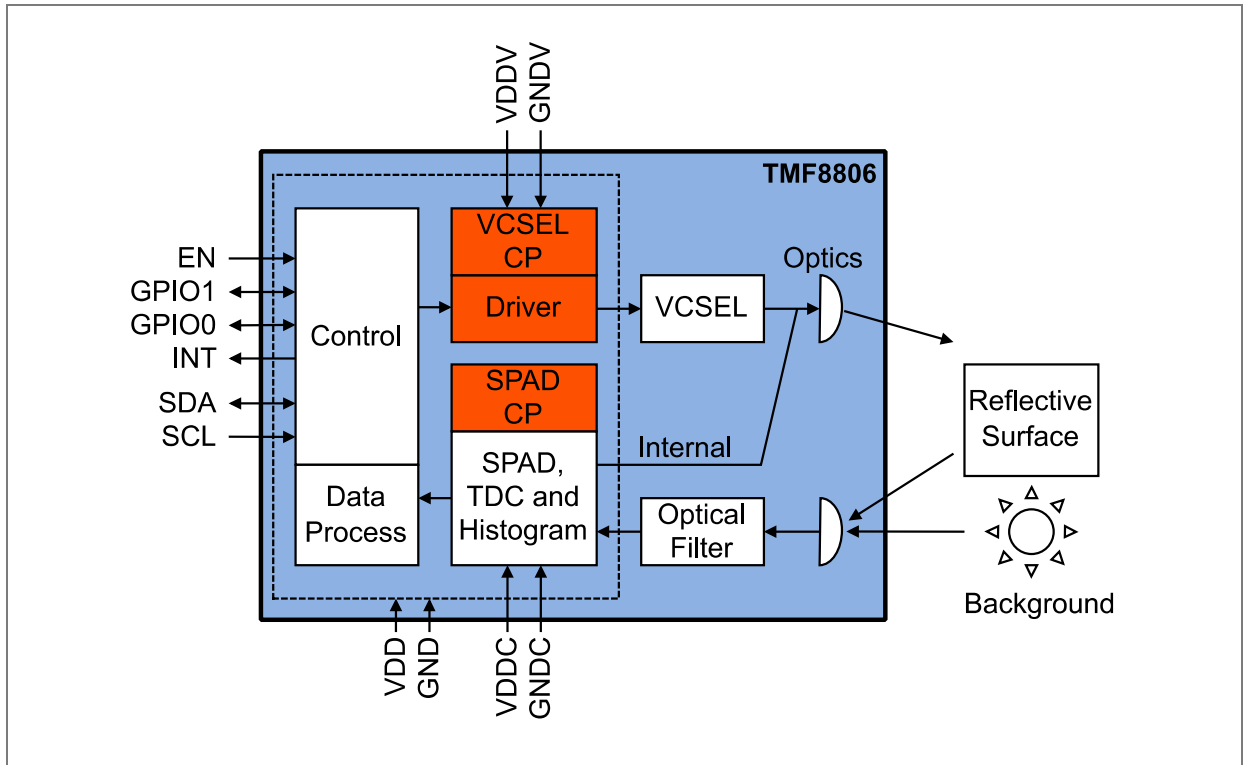 VDDV
GNDV
TMF8806
EN
GPIO1
GPIO0
INT
SDA
SCL
Control
Data
Process
VCSEL
CP
Driver
SPAD
CP
SPAD,
TDC and
Histogram
VCSEL
Optics
Internal
Optical
Filter
Reflective
Surface
Background
VDD
GND
VDDC
GNDC